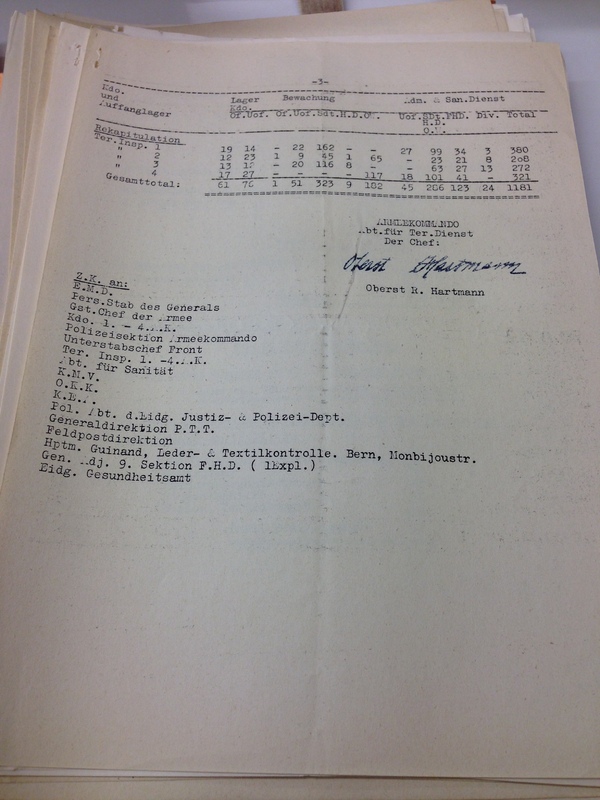 -3-
Kdo. und Auffanglager Lager Kdo. Bewachung Adm. & San.Dienst
Of.Uof. Of.Uof.Sdt.H.D.O.. Uof.Sdt.FHD. Div. Total
H.D.
O.W.
Rekapitulation
Ter.Insp. 1 19 14 - 22 162 - - 27 99 34 3 380
" 2 12 23 1 9 45 1 65 - 23 21 8 208
" 3 13 - 20 116 8 - - 63 27 13 272
" 4 17 27 - - - - 117 18 101 41 - 321
Gesamttotal: 61 1 51 323 9 182 45 286 123 24 1181
ARMEEKOMMANDO
Abt.für Ter.Dienst
Der Chef:
Oberst Hartmann
Oberst R. Hartmann
Z.K. an:
E.M.D.
Pers.Stab des Generals
Gst.Chef der Armee
Kdo. 1. - 4.A.K.
Polizeisektion Armeekommando
Unterstabschef Front
Ter. Insp. 1. -4.A.K.
Abt. für Sanität
K.M.V.
O.K.K.
K.E..
Pol. Abt. d.Eidg. Justiz- & Polizei-Dept.
Generaldirektion P.T.T.
Feldpostdirektion
Hptm. Guinand, Leder- & Textilkontrolle. Bern, Monbijoustr.
Gen. Adj. 9. Sektion F.H.D. ( 1Expl.)
Eidg. Gesundheitsamt